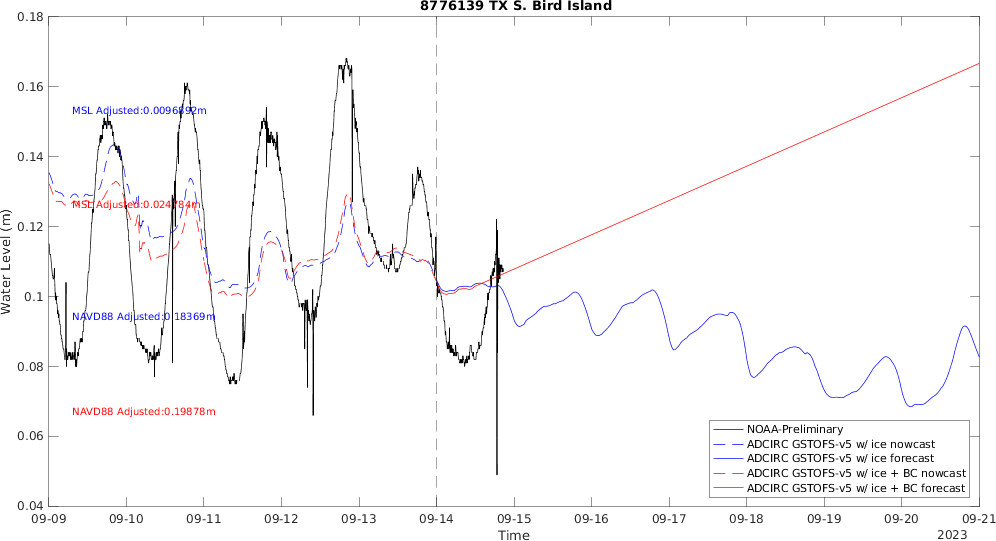 8776139 TX S. Bird Island
0.18
0.16
0.14
0.12
0.1
0.08
0.06
0.04
Water Level (m)
MSL Adjusted:0.0096892m
MSL Adjusted:0.024784m
NAVD88 Adjusted:0.18369m
NAVD88 Adjusted:0.19878m
NOAA-Preliminary
ADCIRC GSTOFS-v5 w/ ice nowcast
ADCIRC GSTOFS-v5 w/ ice forecast
ADCIRC GSTOFS-v5 w/ ice + BC nowcast
ADCIRC GSTOFS-v5 w/ ice + BC forecast
09-09 09-10 09-11 09-12 09-13 09-14 09-15 09-16 09-17 09-18 09-19 09-20 09-21
Time
2023